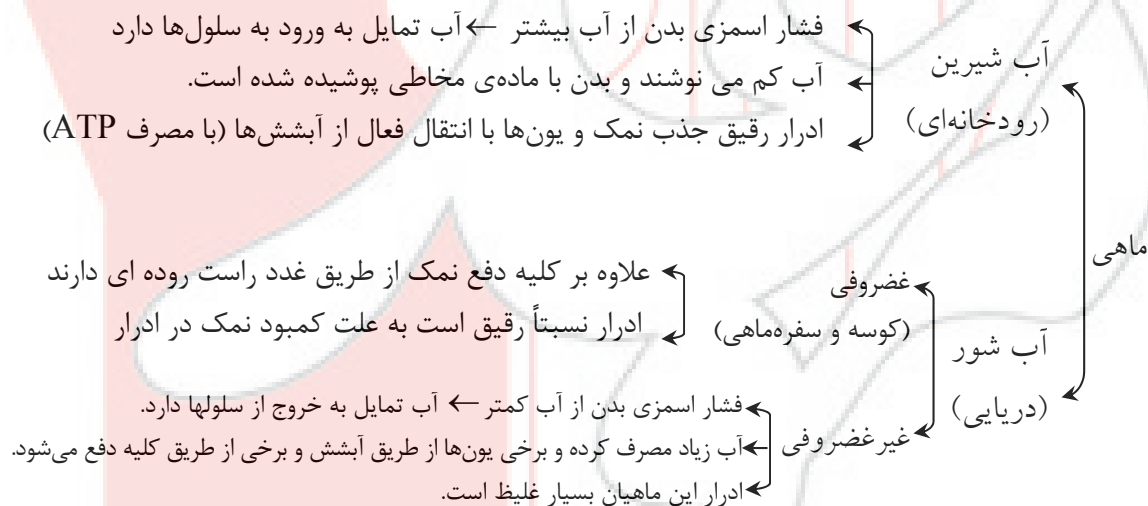 ماهی
آب شیرین
(رودخانه‌ای)
فشار اسمزی بدن از آب بیشتر ← آب تمایل به ورود به سلول‌ها دارد
آب کم می نوشند و بدن با ماده‌ی مخاطی پوشیده شده است.
ادرار رقیق جذب نمک و یون‌ها با انتقال فعال از آبشش‌ها (با مصرف ATP)
آب شور
(دریایی)
غضروفی
(کوسه و سفره‌ماهی)
علاوه بر کلیه دفع نمک از طریق غدد راست روده ای دارند
ادرار نسبتاً رقیق است به علت کمبود نمک در ادرار
غیرغضروفی
فشار اسمزی بدن از آب کمتر ← آب تمایل به خروج از سلولها دارد.
آب زیاد مصرف کرده و برخی یون‌ها از طریق آبشش و برخی از طریق کلیه دفع می‌شود.
ادرار این ماهیان بسیار غلیظ است.